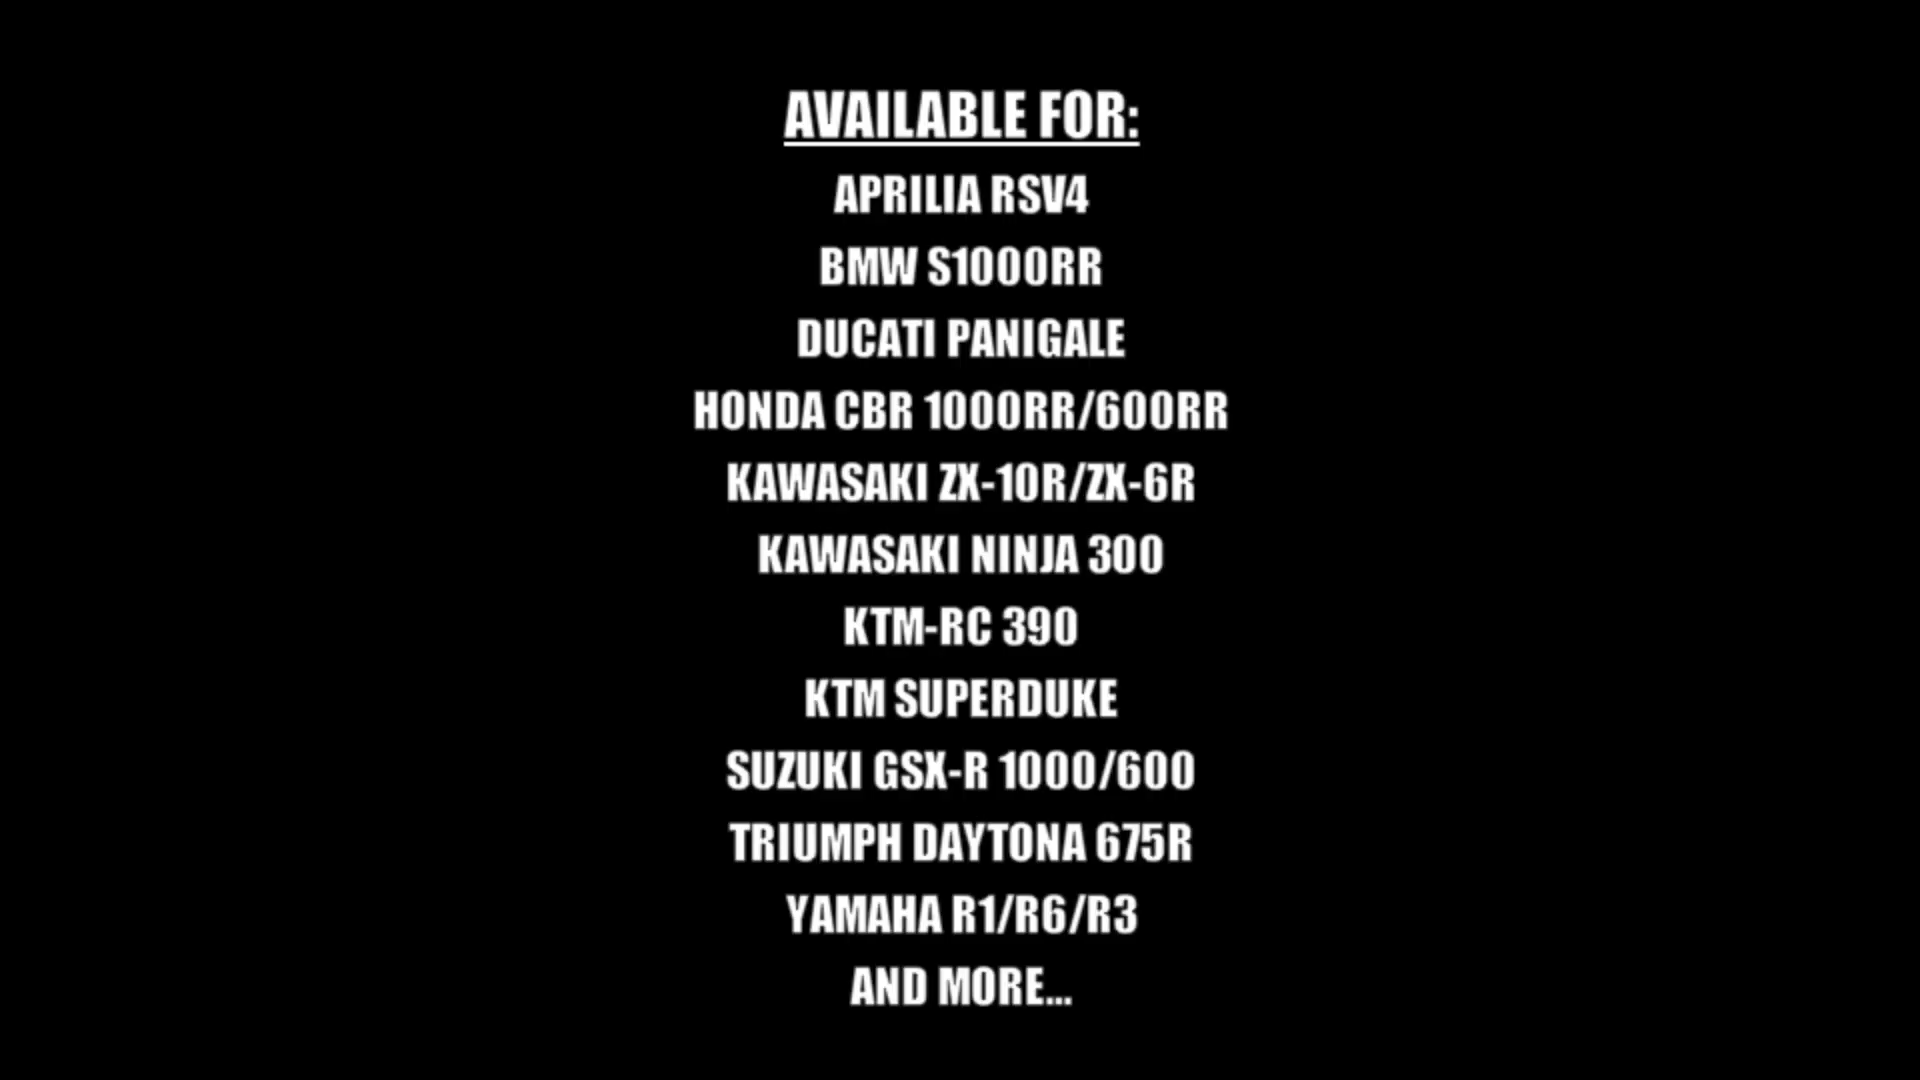 AVAILABLE FOR:
APRILIA RSV4
BMW S1000RR
DUCATI PANIGALE
HONDA CBR 1000RR/600RR
KAWASAKI ZX-10R/ZX-6R
KAWASAKI NINJA 300
KTM-RC 390
KTM SUPERDUKE
SUZUKI GSX-R 1000/600
TRIUMPH DAYTONA 675R
YAMAHA R1/R6/R3
AND MORE...